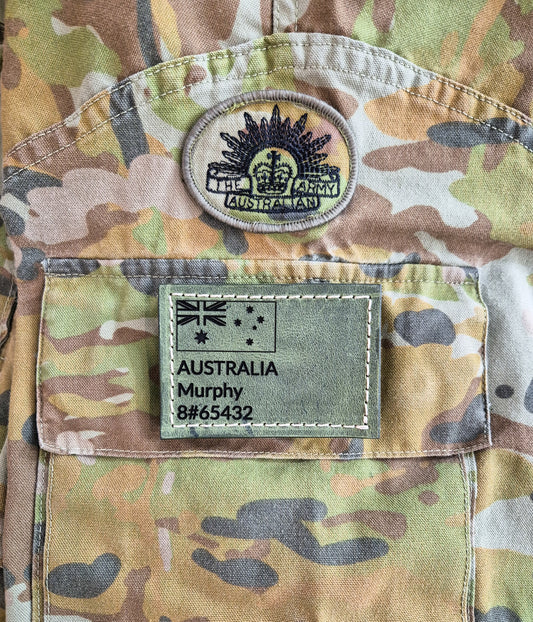 THE ARMY
AUSTRALIAN
AUSTRALIA
Murphy
8#65432